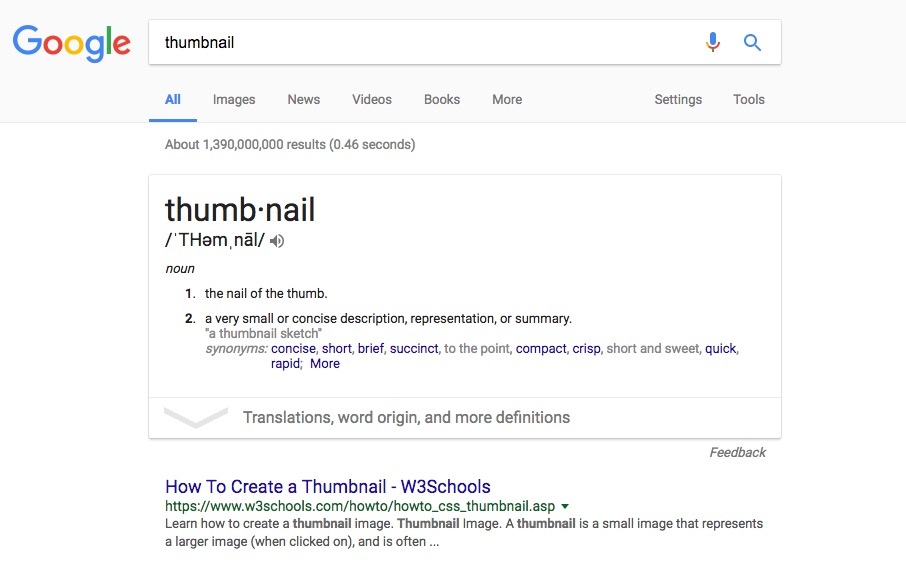 Google
thumbnail
All Images News Videos Books More Settings Tools
About 1,390,000,000 results (0.46 seconds)
thumb·nail
/ˈTHəmˌnāl/
noun
1. the nail of the thumb.
2. a very small or concise description, representation, or summary.
"a thumbnail sketch"
synonyms: concise, short, brief, succinct, to the point, compact, crisp, short and sweet, quick,
rapid; More
Translations, word origin, and more definitions
Feedback
How To Create a Thumbnail - W3Schools
https://www.w3schools.com/howto/howto_css_thumbnail.asp
Learn how to create a thumbnail image. Thumbnail Image. A thumbnail is a small image that represents
a larger image (when clicked on), and is often ...